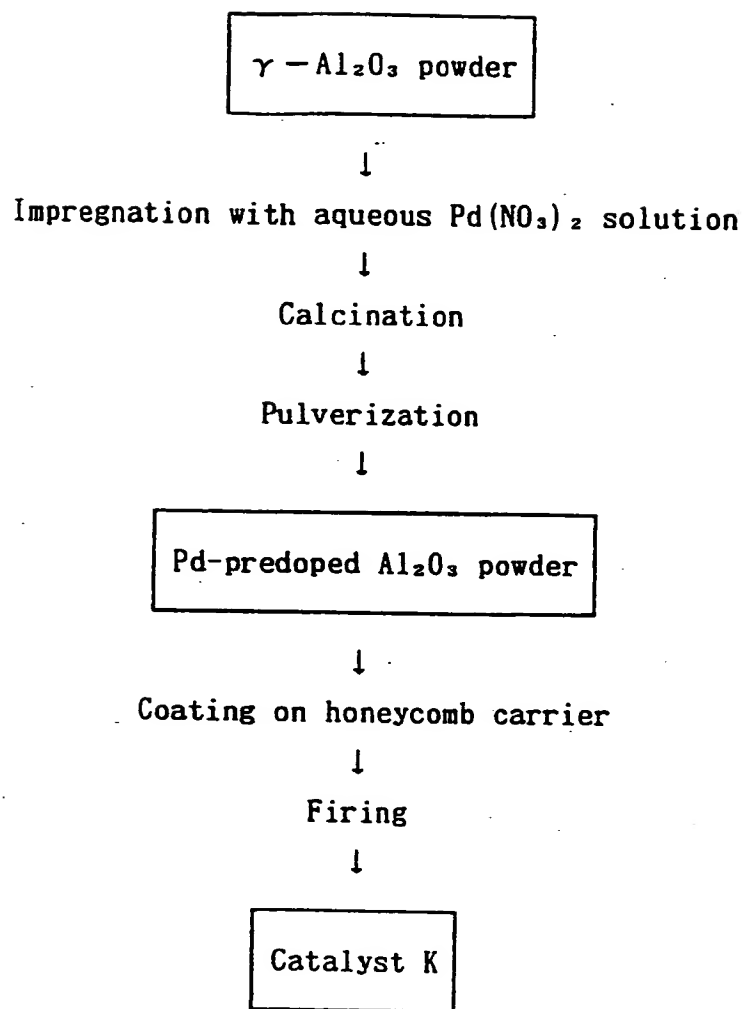 γ-Al₂O₃ powder
↓
Impregnation with aqueous Pd(NO₃)₂ solution
↓
Calcination
↓
Pulverization
↓
Pd-predoped Al₂O₃ powder
↓
Coating on honeycomb carrier
↓
Firing
↓
Catalyst K